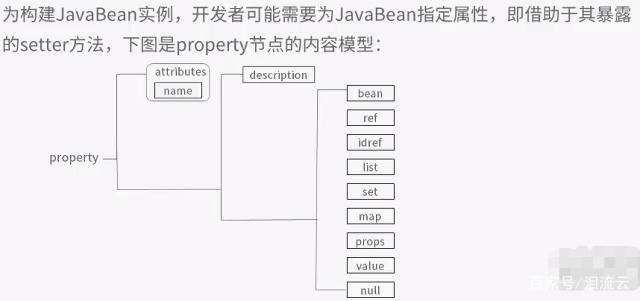 为构建JavaBean实例，开发者可能需要为JavaBean指定属性，即借助于其暴露
的setter方法，下图是property节点的内容模型：
attributes
name
description
property
bean
ref
idref
list
set
map
props
value
null
百家号/泪流云